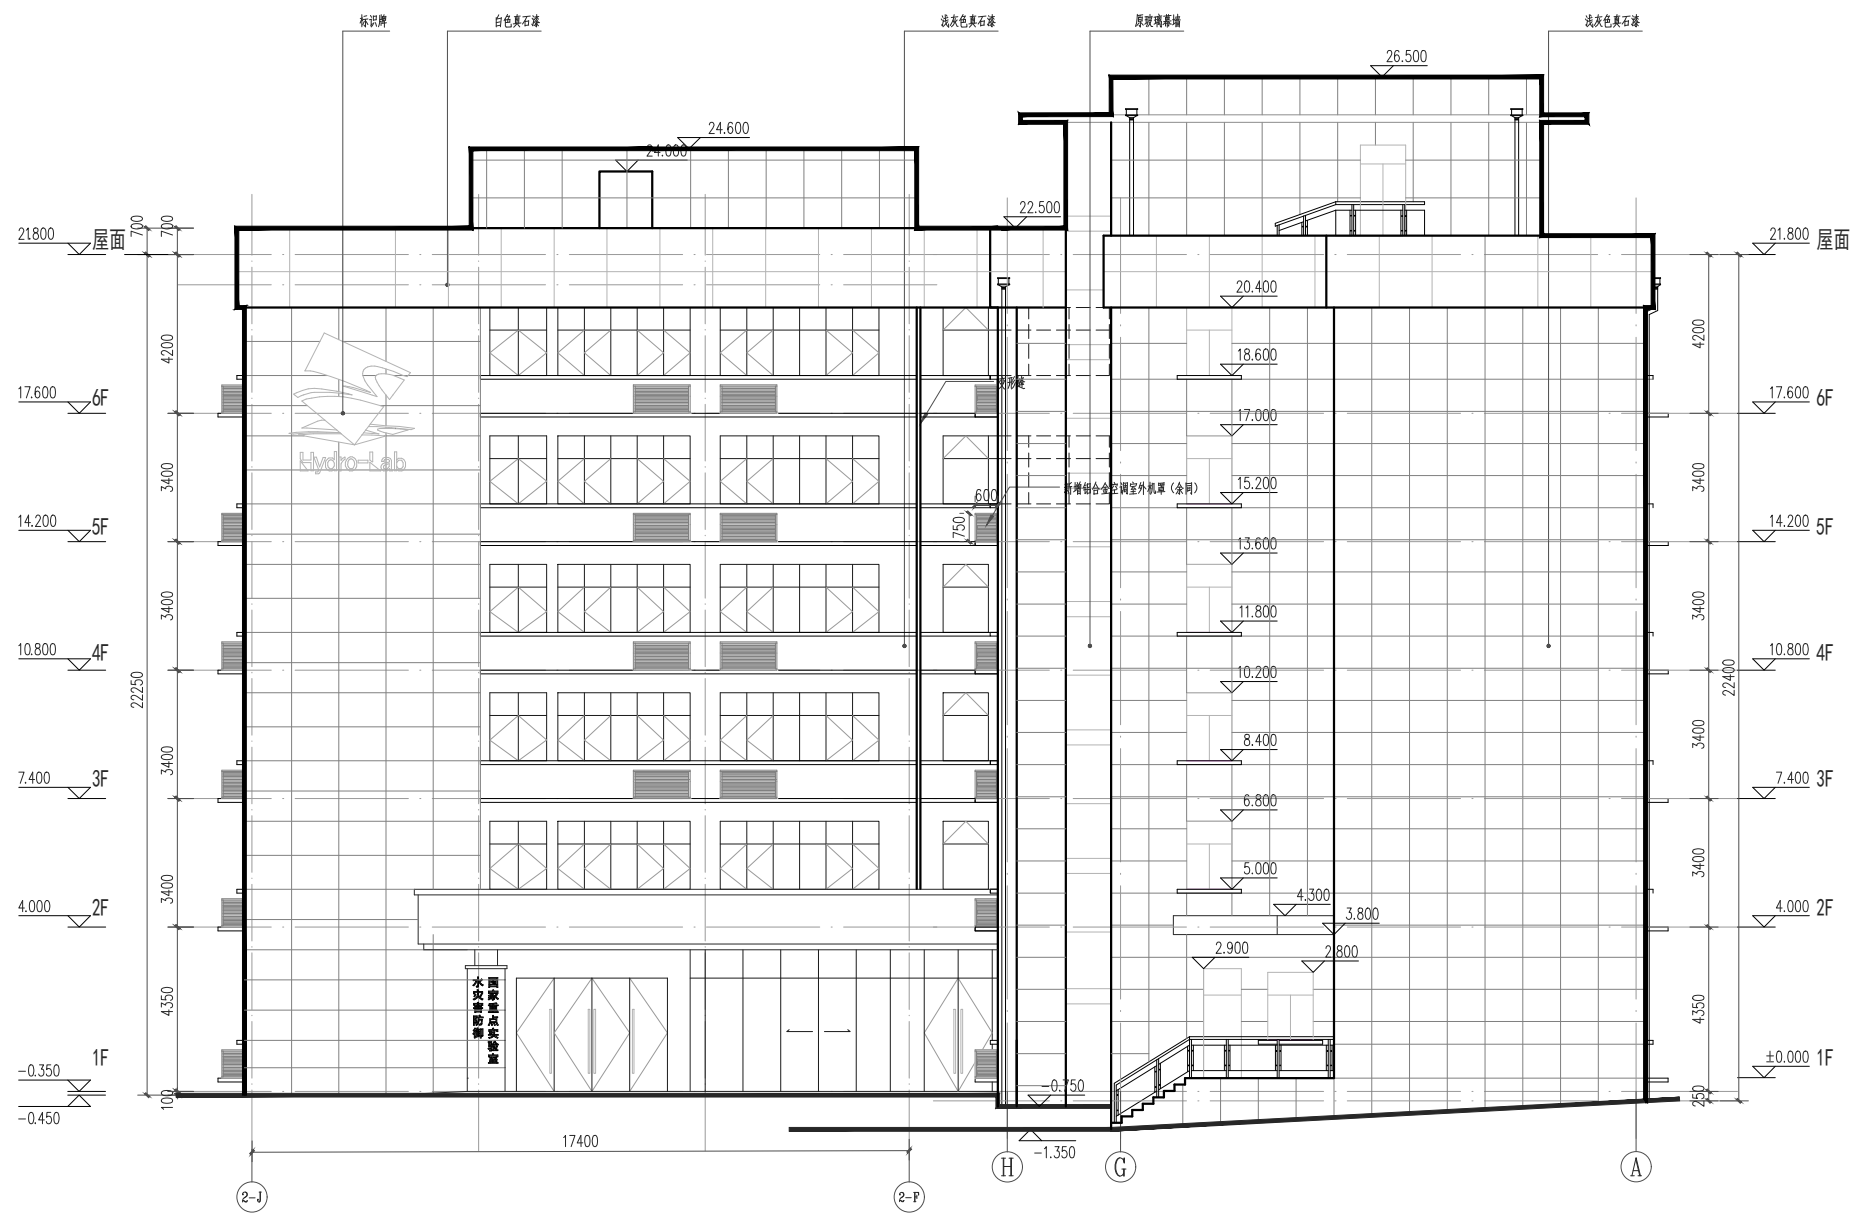 标识牌
白色真石漆
浅灰色真石漆
原玻璃幕墙
浅灰色真石漆
26.500
24.600
24.000
22.500
700
700
21.800
屋面
21.800
屋面
20.400
4200
4200
18.600
变形缝
17.600
6F
17.600
6F
17.000
Hydro-Lab
3400
3400
15.200
600
新增铝合金空调室外机罩（余同）
750
14.200
5F
14.200
5F
13.600
3400
3400
11.800
10.800
4F
10.800
4F
22250
22400
10.200
3400
3400
8.400
7.400
3F
7.400
3F
6.800
3400
3400
5.000
4.300
4.000
2F
3.800
4.000
2F
2.900
2.800
国家重点实验室
水灾害防御
4350
4350
1F
±0.000
1F
-0.350
-0.750
100
250
-0.450
17400
-1.350
H
G
A
2-J
2-F